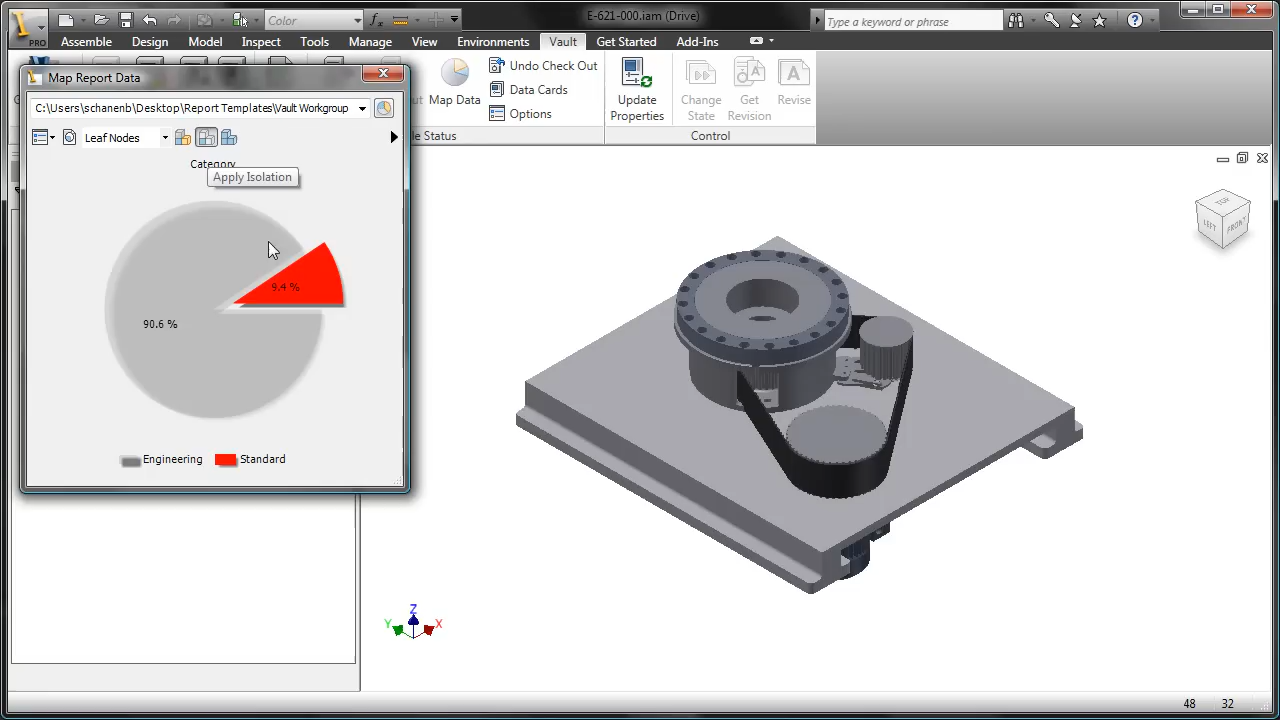 PRO
Color
E-621-000.iam (Drive)
Type a keyword or phrase
Assemble Design Model Inspect Tools Manage View Environments Vault Get Started Add-Ins
Map Report Data
C:\Users\schanenb\Desktop\Report Templates\Vault Workgroup
Leaf Nodes
Category
Apply Isolation
9.4 %
90.6 %
Engineering Standard
Map Data
Undo Check Out
Data Cards
Options
Update Properties
Change State
Get Revision
Revise
Status
Control
TOP
LEFT
FRONT
Z
Y
X
48 32